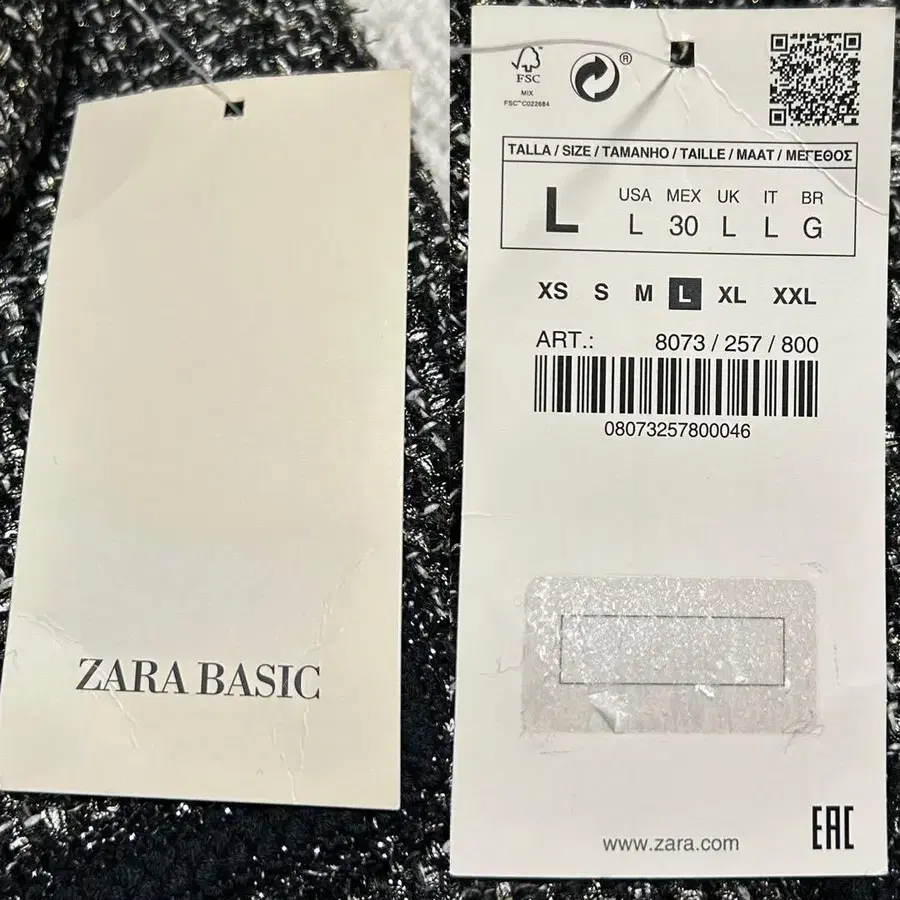 ZARA BASIC
FSC
MIX
FSC™ C022684
®
TALLA / SIZE / TAMANHO / TAILLE / MAAT / ΜΕΓΕΘΟΣ
L
USA MEX UK IT BR
L 30 L L G
XS S M L XL XXL
ART.: 8073 / 257 / 800
08073257800046
www.zara.com
EAC